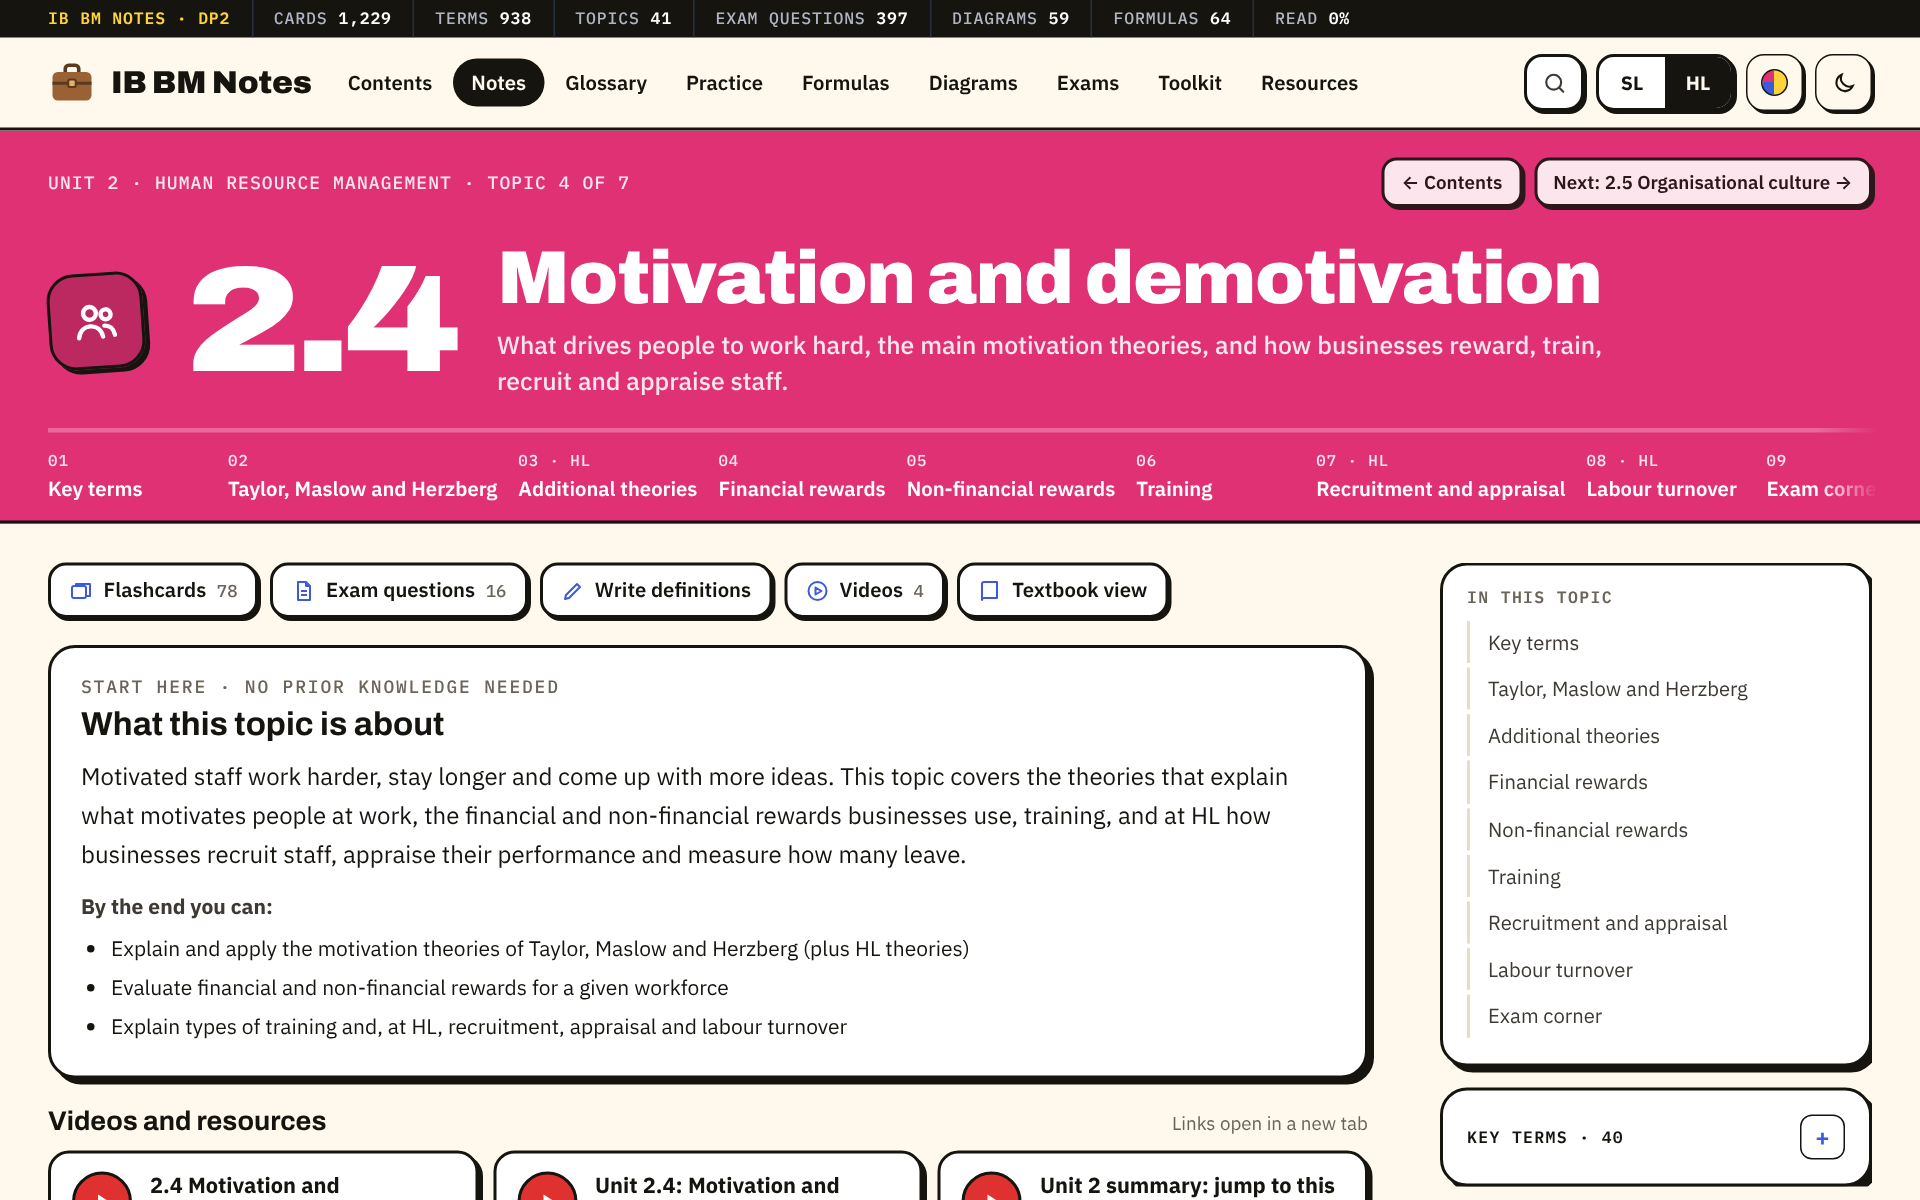 IB BM NOTES · DP2 CARDS 1,229 TERMS 938 TOPICS 41 EXAM QUESTIONS 397 DIAGRAMS 59 FORMULAS 64 READ 0%
IB BM Notes Contents Notes Glossary Practice Formulas Diagrams Exams Toolkit Resources SL HL
UNIT 2 · HUMAN RESOURCE MANAGEMENT · TOPIC 4 OF 7
← Contents
Next: 2.5 Organisational culture →
2.4
Motivation and demotivation
What drives people to work hard, the main motivation theories, and how businesses reward, train,
recruit and appraise staff.
01 02 03 · HL 04 05 06 07 · HL 08 · HL 09
Key terms Taylor, Maslow and Herzberg Additional theories Financial rewards Non-financial rewards Training Recruitment and appraisal Labour turnover Exam corne
Flashcards 78
Exam questions 16
Write definitions
Videos 4
Textbook view
START HERE · NO PRIOR KNOWLEDGE NEEDED
What this topic is about
Motivated staff work harder, stay longer and come up with more ideas. This topic covers the theories that explain
what motivates people at work, the financial and non-financial rewards businesses use, training, and at HL how
businesses recruit staff, appraise their performance and measure how many leave.
By the end you can:
• Explain and apply the motivation theories of Taylor, Maslow and Herzberg (plus HL theories)
• Evaluate financial and non-financial rewards for a given workforce
• Explain types of training and, at HL, recruitment, appraisal and labour turnover
Videos and resources
Links open in a new tab
2.4 Motivation and
Unit 2.4: Motivation and
Unit 2 summary: jump to this
IN THIS TOPIC
Key terms
Taylor, Maslow and Herzberg
Additional theories
Financial rewards
Non-financial rewards
Training
Recruitment and appraisal
Labour turnover
Exam corner
KEY TERMS · 40 +